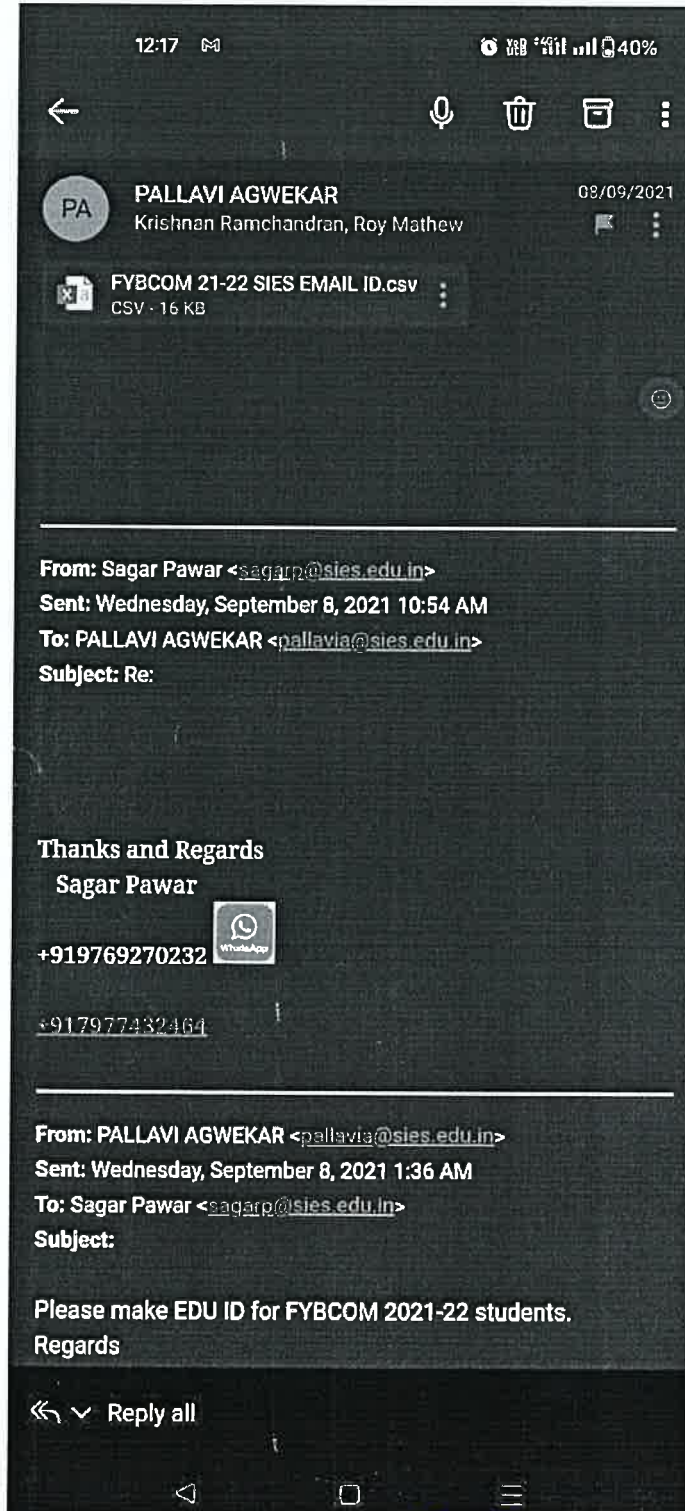 12:17
40%
PA
PALLAVI AGWEKAR
08/09/2021
Krishnan Ramchandran, Roy Mathew
FYBCOM 21-22 SIES EMAIL ID.csv
CSV - 16 KB
From: Sagar Pawar <sagarp@sies.edu.in>
Sent: Wednesday, September 8, 2021 10:54 AM
To: PALLAVI AGWEKAR <pallavia@sies.edu.in>
Subject: Re:
Thanks and Regards
Sagar Pawar
+919769270232
WhatsApp
+917977432464
From: PALLAVI AGWEKAR <pallavia@sies.edu.in>
Sent: Wednesday, September 8, 2021 1:36 AM
To: Sagar Pawar <sagarp@sies.edu.in>
Subject:
Please make EDU ID for FYBCOM 2021-22 students.
Regards
Reply all